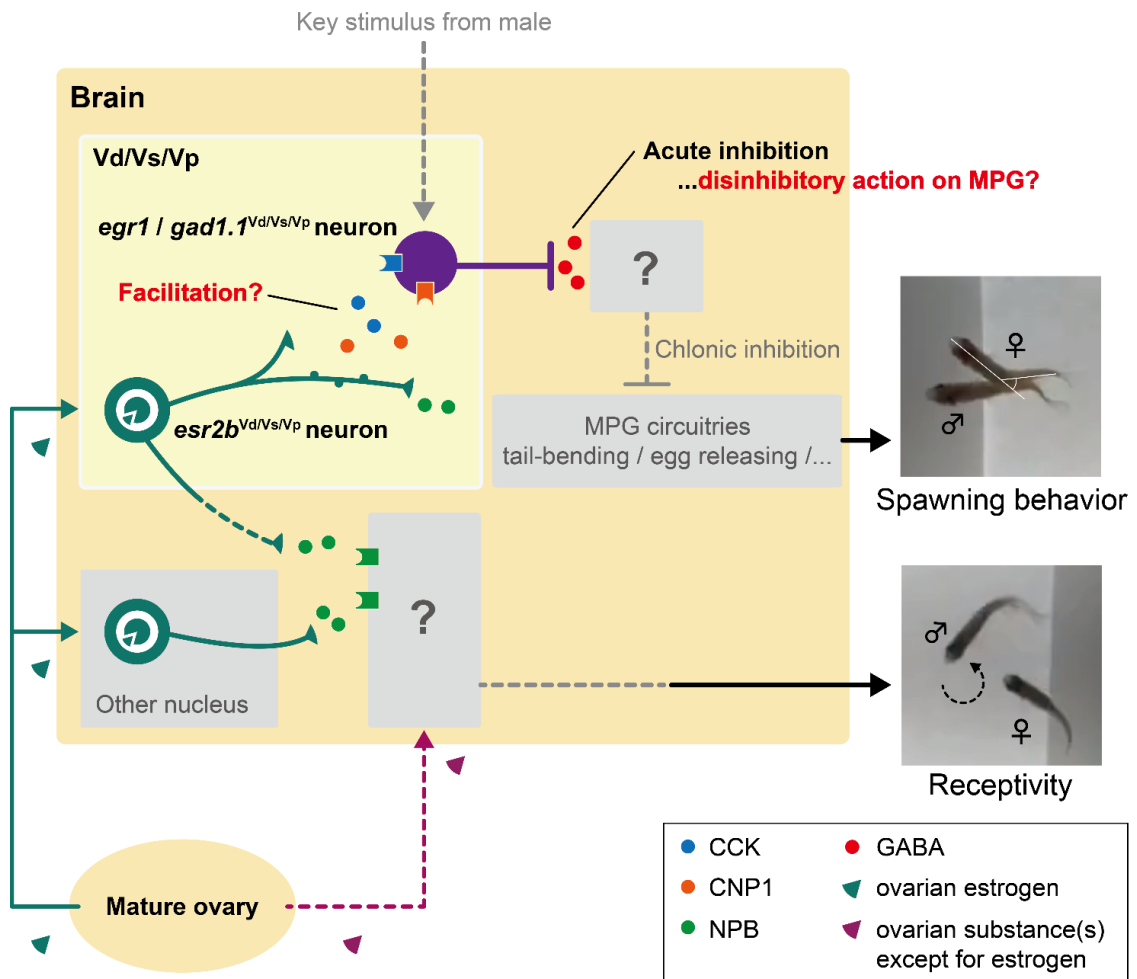 Key stimulus from male
Brain
Vd/Vs/Vp
Acute inhibition
...disinhibitory action on MPG?
egr1 / gad1.1Vd/Vs/Vp neuron
?
Facilitation?
Chlonic inhibition
♀
♂
esr2bVd/Vs/Vp neuron
MPG circuitries
tail-bending / egg releasing /...
Spawning behavior
?
♂
♀
Other nucleus
Receptivity
Mature ovary
CCK
CNP1
NPB
GABA
ovarian estrogen
ovarian substance(s)
except for estrogen